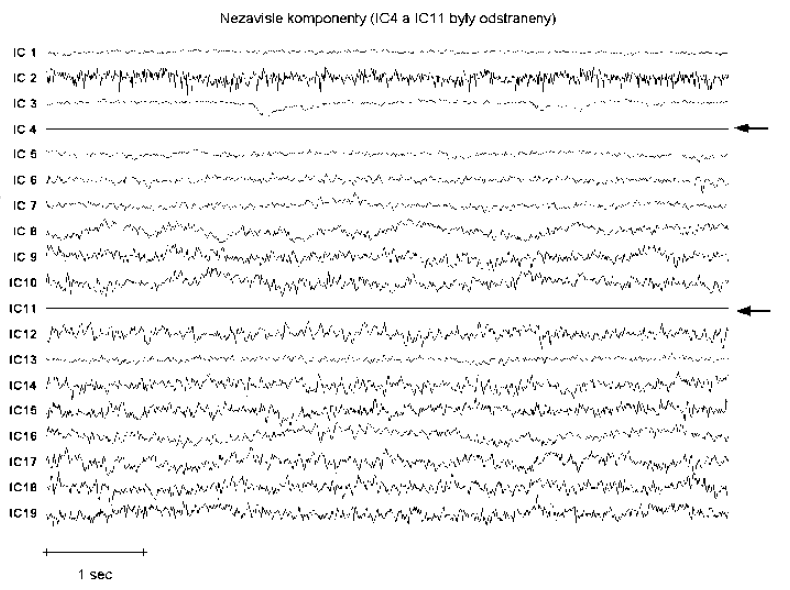 Nezavisle komponenty (IC4 a IC11 byly odstraneny)
IC 1
IC 2
IC 3
IC 4
IC 5
IC 6
IC 7
IC 8
IC 9
IC10
IC11
IC12
IC13
IC14
IC15
IC16
IC17
IC18
IC19
1 sec